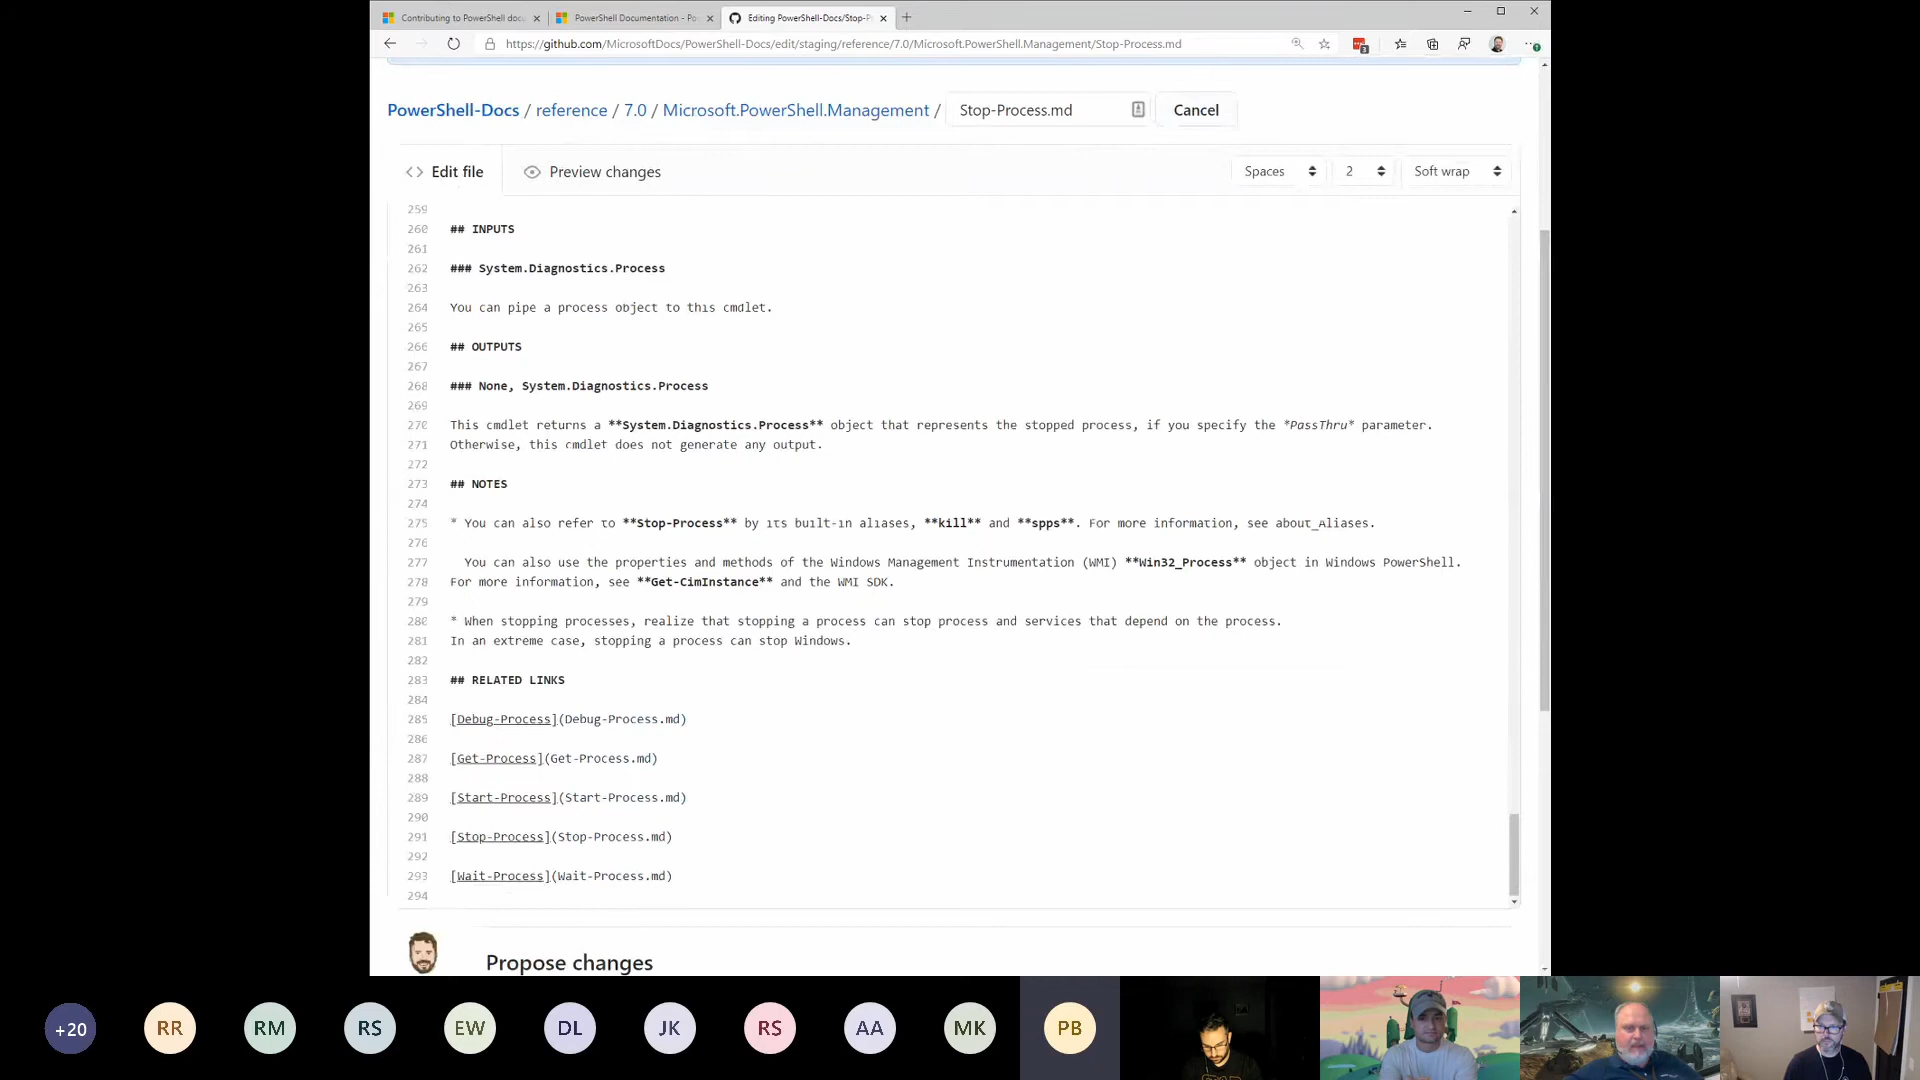 Contributing to PowerShell docu
PowerShell Documentation - Po
Editing PowerShell-Docs/Stop-P
https://github.com/MicrosoftDocs/PowerShell-Docs/edit/staging/reference/7.0/Microsoft.PowerShell.Management/Stop-Process.md
3
PowerShell-Docs / reference / 7.0 / Microsoft.PowerShell.Management / Stop-Process.md Cancel
<> Edit file Preview changes Spaces 2 Soft wrap
259
260 ## INPUTS
261
262 ### System.Diagnostics.Process
263
264 You can pipe a process object to this cmdlet.
265
266 ## OUTPUTS
267
268 ### None, System.Diagnostics.Process
269
270 This cmdlet returns a **System.Diagnostics.Process** object that represents the stopped process, if you specify the *PassThru* parameter.
271 Otherwise, this cmdlet does not generate any output.
272
273 ## NOTES
274
275 * You can also refer to **Stop-Process** by its built-in aliases, **kill** and **spps**. For more information, see about_Aliases.
276
277 You can also use the properties and methods of the Windows Management Instrumentation (WMI) **Win32_Process** object in Windows PowerShell.
278 For more information, see **Get-CimInstance** and the WMI SDK.
279
280 * When stopping processes, realize that stopping a process can stop process and services that depend on the process.
281 In an extreme case, stopping a process can stop Windows.
282
283 ## RELATED LINKS
284
285 [Debug-Process](Debug-Process.md)
286
287 [Get-Process](Get-Process.md)
288
289 [Start-Process](Start-Process.md)
290
291 [Stop-Process](Stop-Process.md)
292
293 [Wait-Process](Wait-Process.md)
294
Propose changes
+20 RR RM RS EW DL JK RS AA MK PB